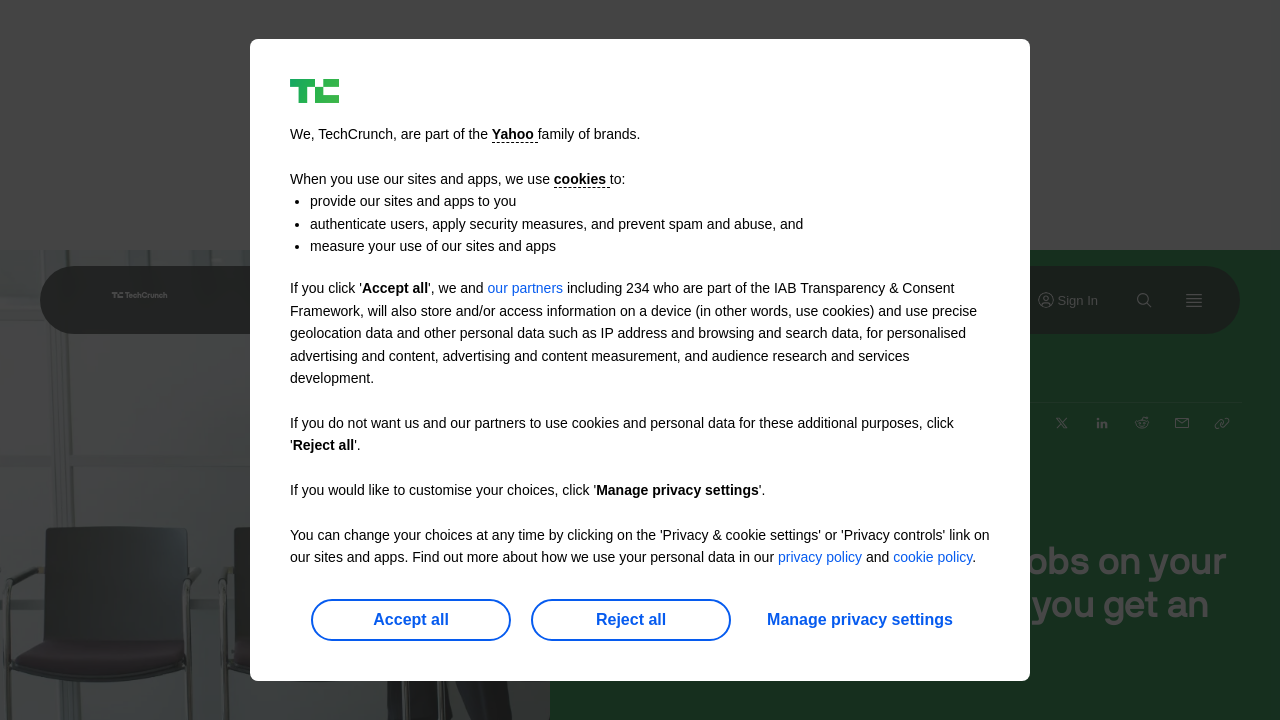 TC
We, TechCrunch, are part of the Yahoo family of brands.
When you use our sites and apps, we use cookies to:
• provide our sites and apps to you
• authenticate users, apply security measures, and prevent spam and abuse, and
• measure your use of our sites and apps
If you click 'Accept all', we and our partners including 234 who are part of the IAB Transparency & Consent
Framework, will also store and/or access information on a device (in other words, use cookies) and use precise
geolocation data and other personal data such as IP address and browsing and search data, for personalised
advertising and content, advertising and content measurement, and audience research and services
development.
If you do not want us and our partners to use cookies and personal data for these additional purposes, click
'Reject all'.
If you would like to customise your choices, click 'Manage privacy settings'.
You can change your choices at any time by clicking on the 'Privacy & cookie settings' or 'Privacy controls' link on
our sites and apps. Find out more about how we use your personal data in our privacy policy and cookie policy.
Accept all
Reject all
Manage privacy settings
TC TechCrunch
Sign In
obs on your
you get an